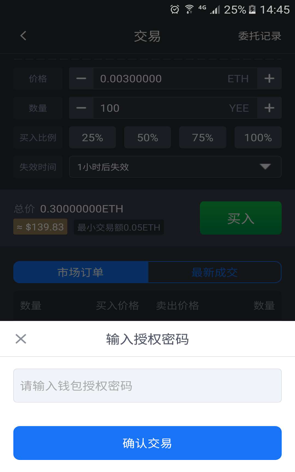 4G 25% 14:45
交易 委托记录
价格 0.00300000 ETH
数量 100 YEE
买入比例 25% 50% 75% 100%
失效时间 1小时后失效
总价 0.30000000ETH
≈ $139.83 最小交易额0.05ETH
买入
市场订单 最新成交
数量 买入价格 卖出价格 数量
输入授权密码
请输入钱包授权密码
确认交易